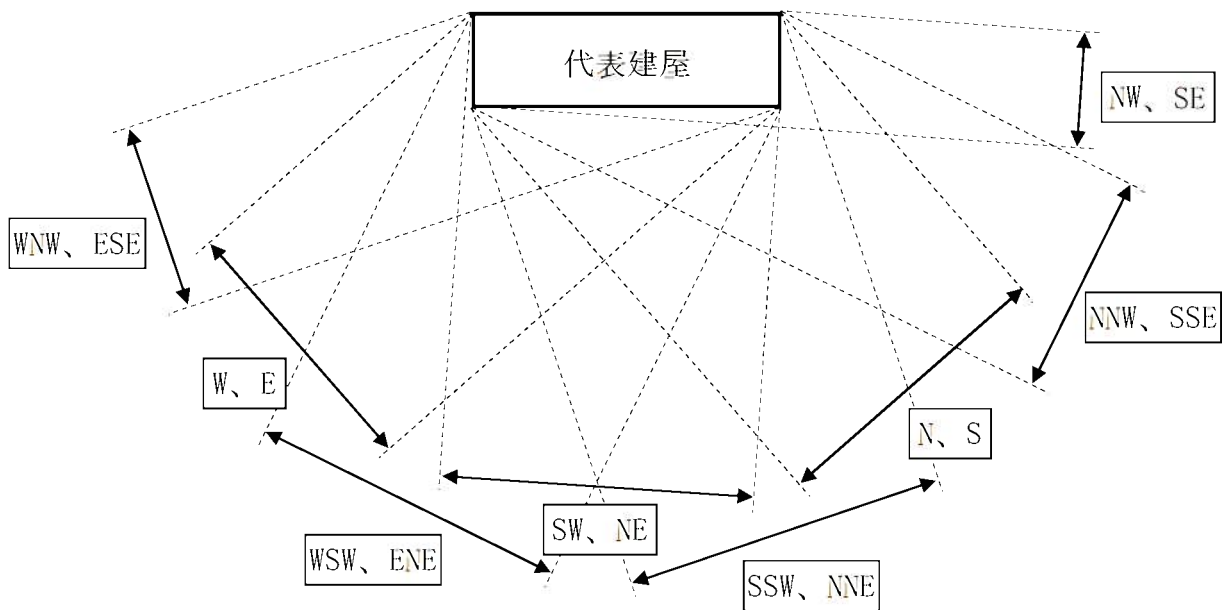 代表建屋
NW、SE
WNW、ESE
NNW、SSE
W、E
N、S
SW、NE
WSW、ENE
SSW、NNE